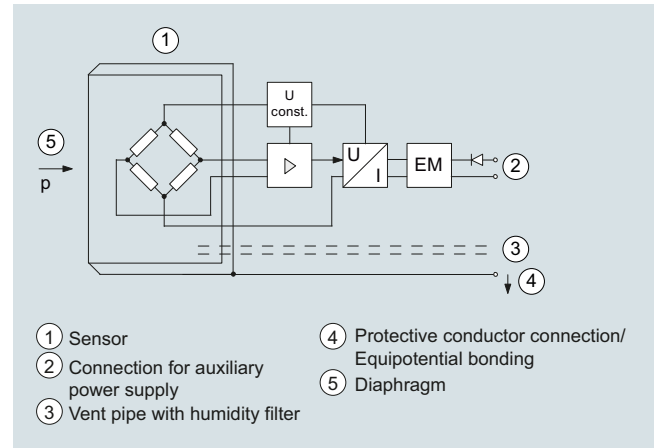 1
U
const.
5
p
U
I
EM
2
3
4
1 Sensor
2 Connection for auxiliary
power supply
3 Vent pipe with humidity filter
4 Protective conductor connection/
Equipotential bonding
5 Diaphragm